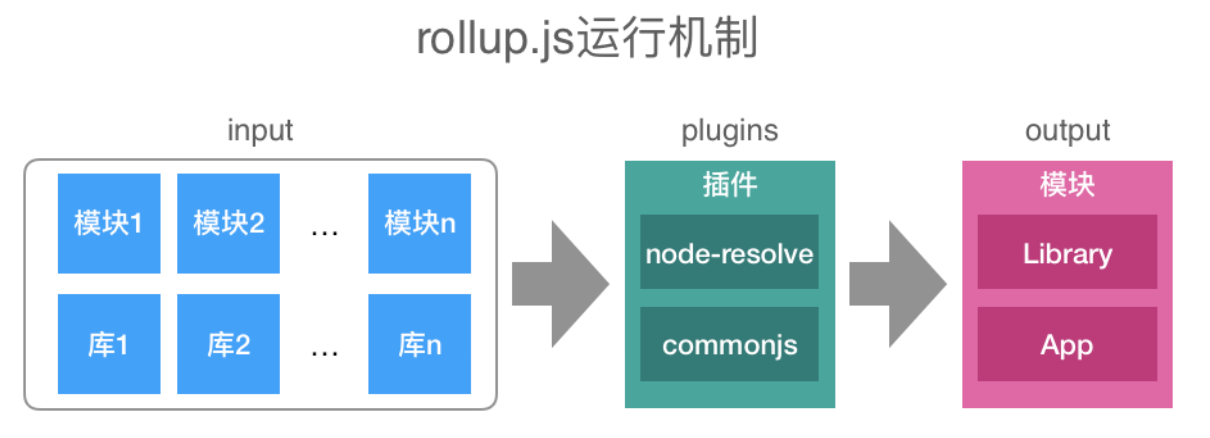 rollup.js运行机制
input
plugins
output
模块1 模块2 … 模块n
库1 库2 … 库n
插件
node-resolve
commonjs
模块
Library
App